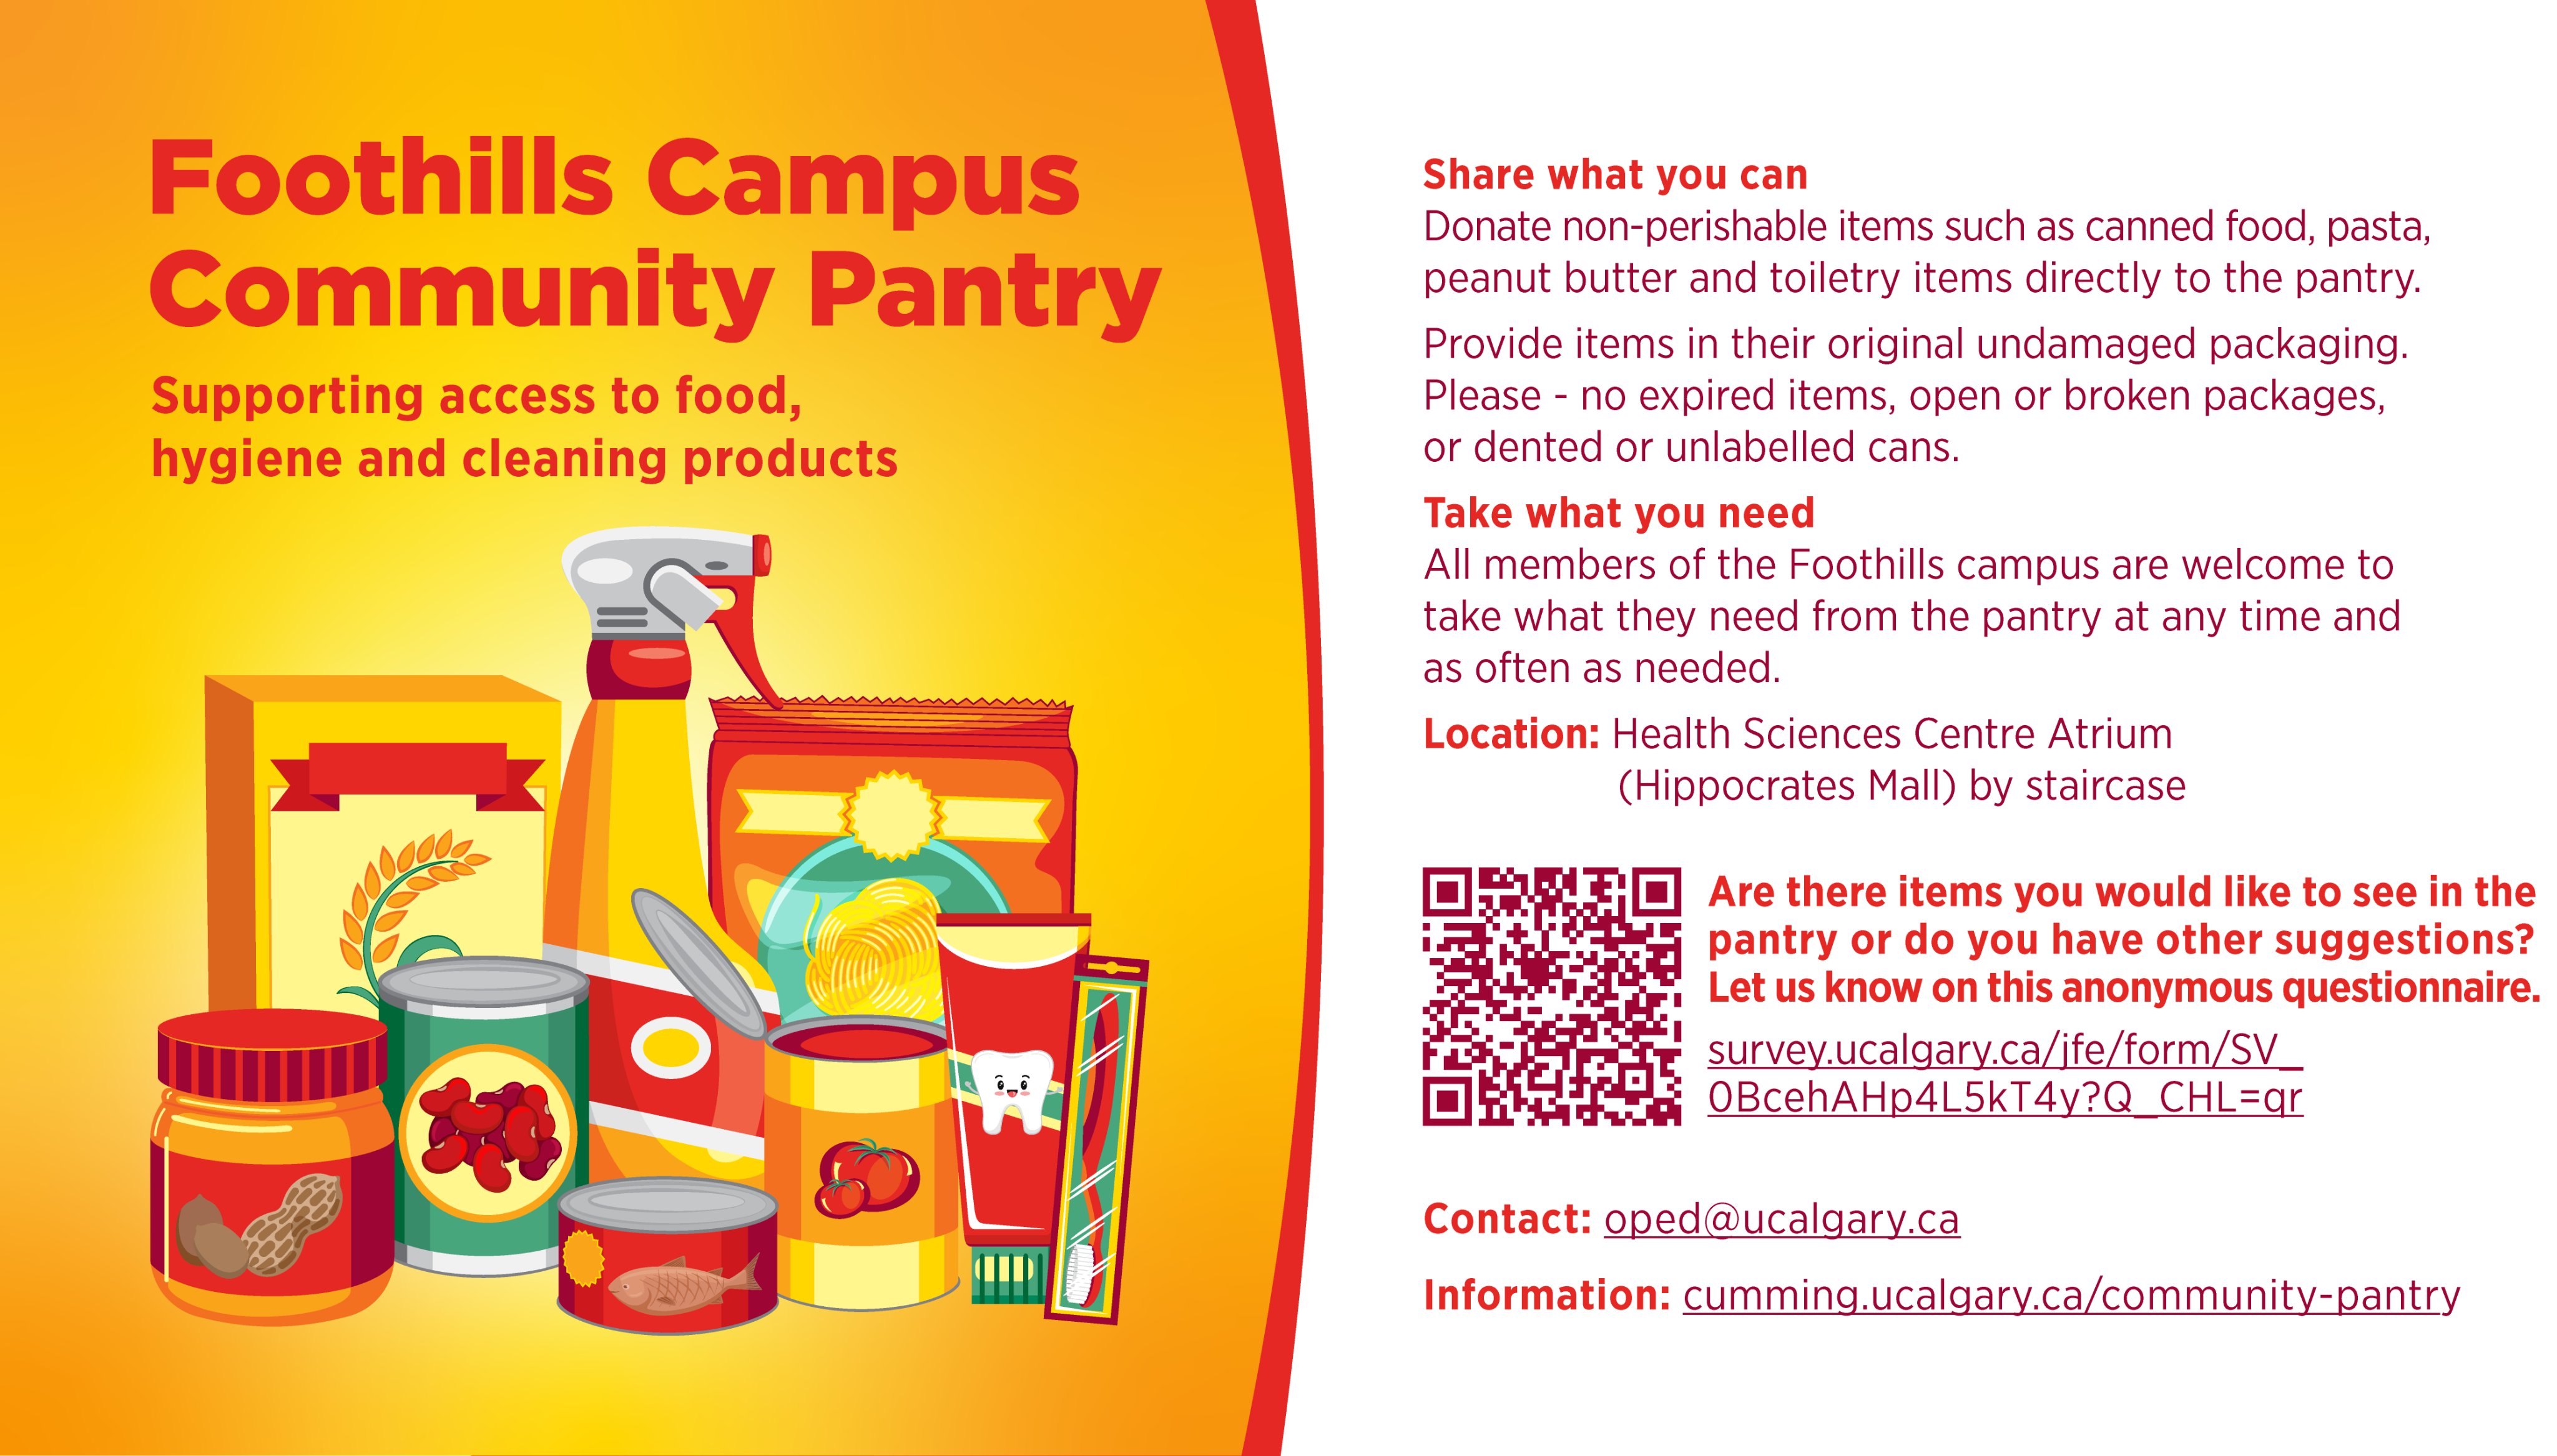 Foothills Campus
Community Pantry
Supporting access to food,
hygiene and cleaning products
Share what you can
Donate non-perishable items such as canned food, pasta,
peanut butter and toiletry items directly to the pantry.
Provide items in their original undamaged packaging.
Please - no expired items, open or broken packages,
or dented or unlabelled cans.
Take what you need
All members of the Foothills campus are welcome to
take what they need from the pantry at any time and
as often as needed.
Location: Health Sciences Centre Atrium
(Hippocrates Mall) by staircase
Are there items you would like to see in the
pantry or do you have other suggestions?
Let us know on this anonymous questionnaire.
survey.ucalgary.ca/jfe/form/SV_
0BcehAHp4L5kT4y?Q_CHL=qr
Contact: oped@ucalgary.ca
Information: cumming.ucalgary.ca/community-pantry